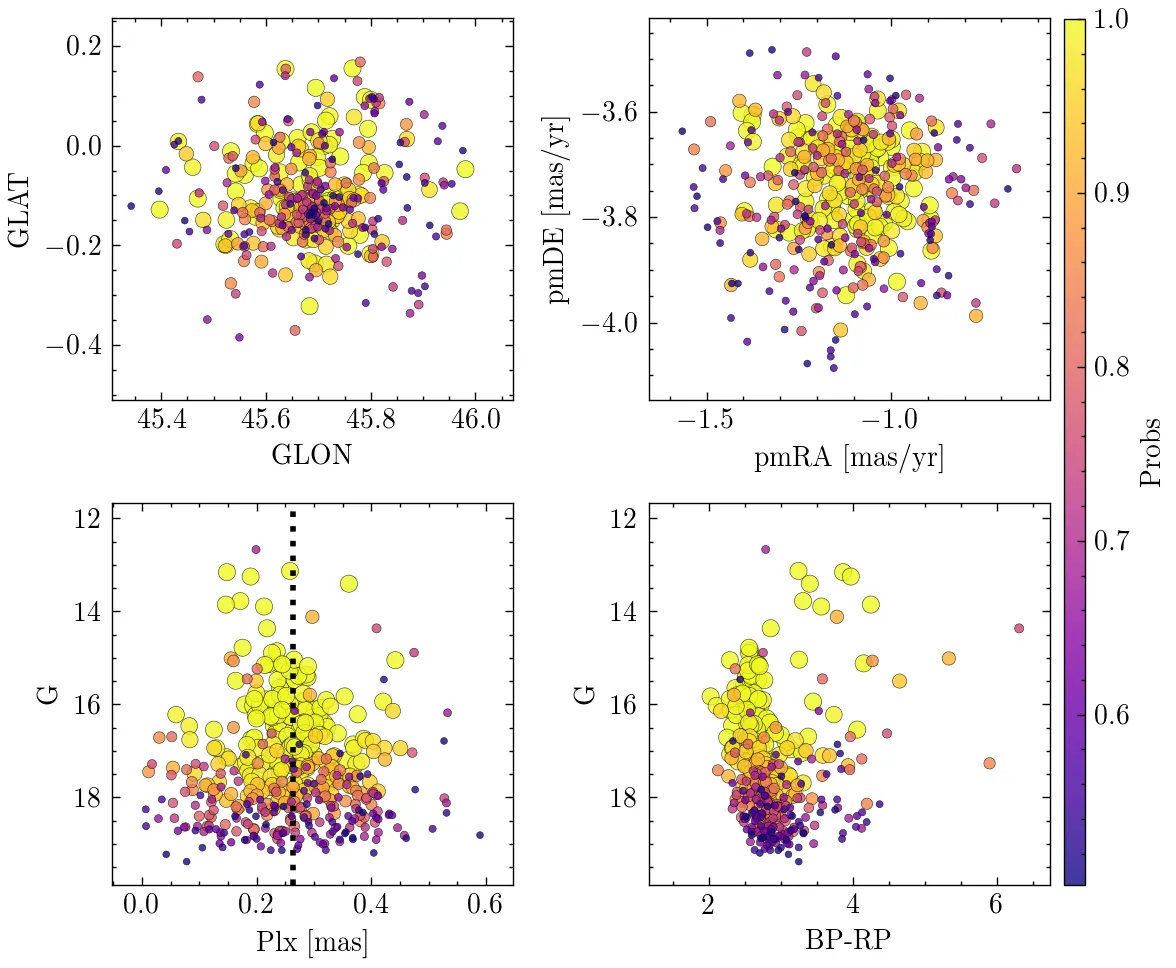 0.2
0.0
−0.2
−0.4
GLAT
45.4 45.6 45.8 46.0
GLON
−3.6
−3.8
−4.0
pmDE [mas/yr]
−1.5 −1.0
pmRA [mas/yr]
1.0
0.9
0.8
0.7
0.6
Probs
12
14
16
18
G
0.0 0.2 0.4 0.6
Plx [mas]
12
14
16
18
G
2 4 6
BP-RP